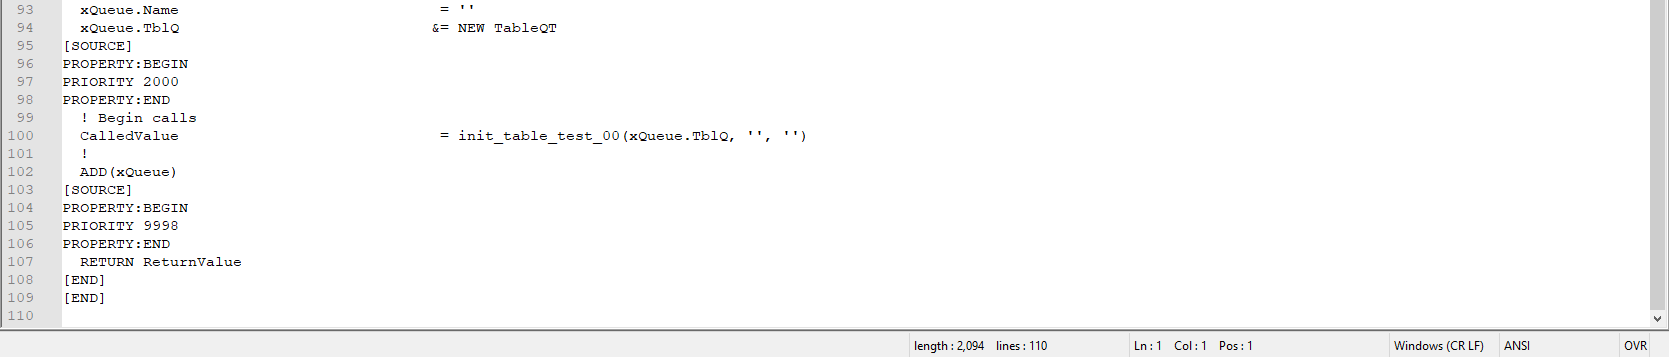 93 xQueue.Name = ''
94 xQueue.TblQ &= NEW TableQT
95 [SOURCE]
96 PROPERTY:BEGIN
97 PRIORITY 2000
98 PROPERTY:END
99 ! Begin calls
100 CalledValue = init_table_test_00(xQueue.TblQ, '', '')
101 !
102 ADD(xQueue)
103 [SOURCE]
104 PROPERTY:BEGIN
105 PRIORITY 9998
106 PROPERTY:END
107 RETURN ReturnValue
108 [END]
109 [END]
110
length : 2,094 lines : 110 Ln : 1 Col : 1 Pos : 1 Windows (CR LF) ANSI OVR